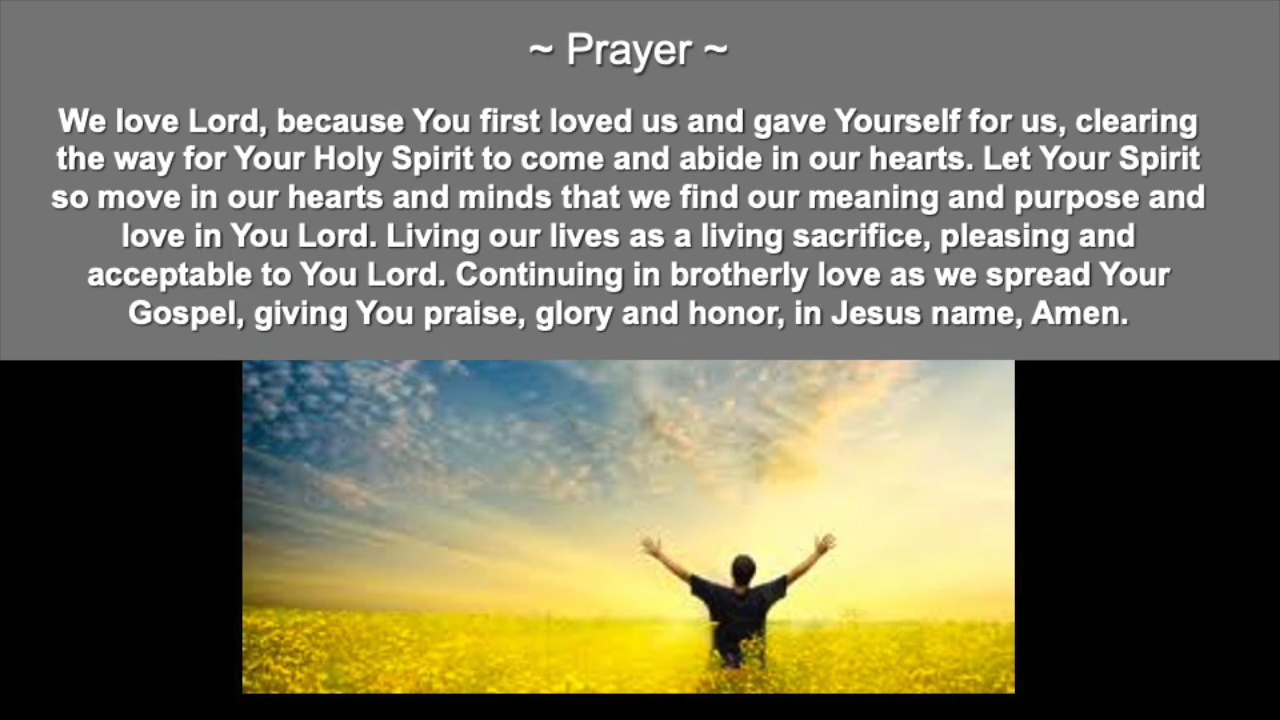 ~ Prayer ~
We love Lord, because You first loved us and gave Yourself for us, clearing
the way for Your Holy Spirit to come and abide in our hearts. Let Your Spirit
so move in our hearts and minds that we find our meaning and purpose and
love in You Lord. Living our lives as a living sacrifice, pleasing and
acceptable to You Lord. Continuing in brotherly love as we spread Your
Gospel, giving You praise, glory and honor, in Jesus name, Amen.